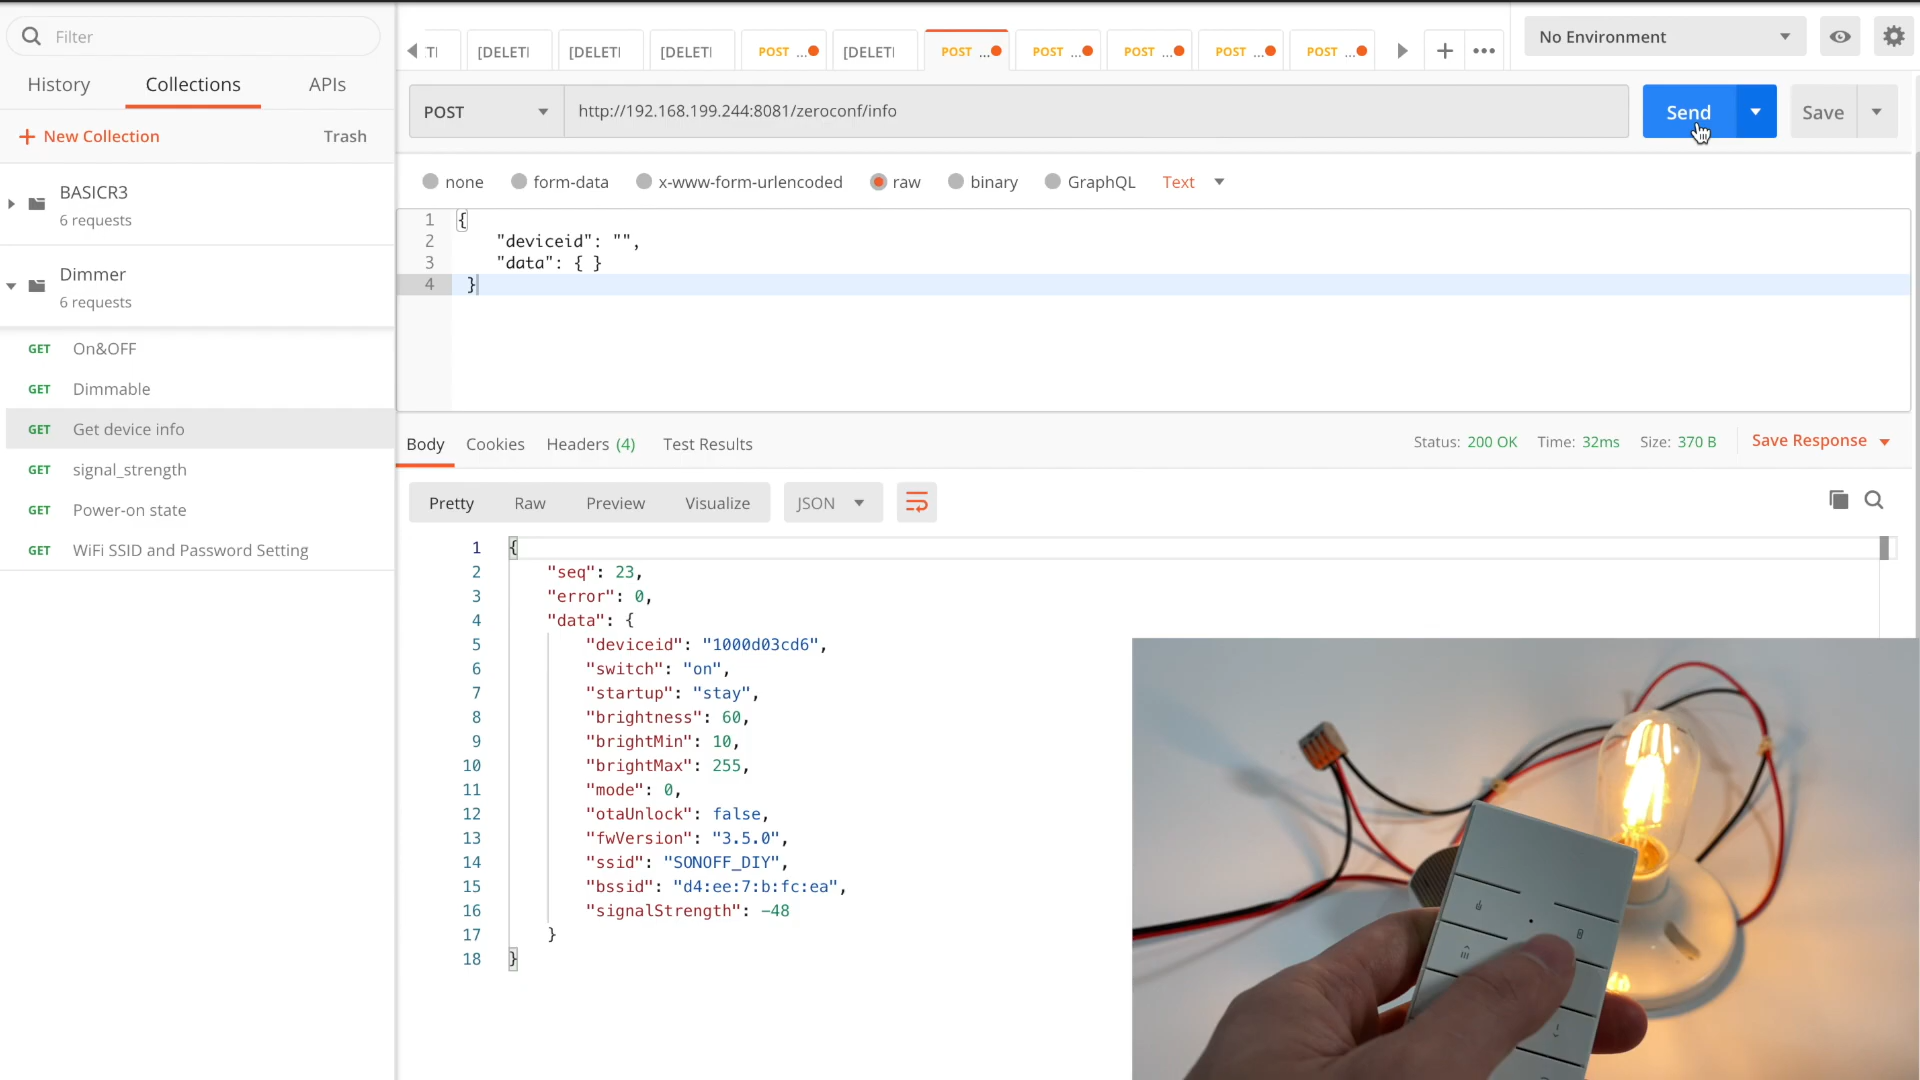 Filter
History
Collections
APIs
+ New Collection
Trash
BASICR3
6 requests
Dimmer
6 requests
GET On&OFF
GET Dimmable
GET Get device info
GET signal_strength
GET Power-on state
GET WiFi SSID and Password Setting
[DELETI
[DELETI
[DELETI
POST ...
[DELETI
POST ...
POST ...
POST ...
POST ...
POST ...
No Environment
POST
http://192.168.199.244:8081/zeroconf/info
Send
Save
none
form-data
x-www-form-urlencoded
raw
binary
GraphQL
Text
1 {
2 "deviceid": "",
3 "data": { }
4 }
Body
Cookies
Headers (4)
Test Results
Status: 200 OK
Time: 32ms
Size: 370 B
Save Response
Pretty
Raw
Preview
Visualize
JSON
1 {
2 "seq": 23,
3 "error": 0,
4 "data": {
5 "deviceid": "1000d03cd6",
6 "switch": "on",
7 "startup": "stay",
8 "brightness": 60,
9 "brightMin": 10,
10 "brightMax": 255,
11 "mode": 0,
12 "otaUnlock": false,
13 "fwVersion": "3.5.0",
14 "ssid": "SONOFF_DIY",
15 "bssid": "d4:ee:7:b:fc:ea",
16 "signalStrength": -48
17 }
18 }